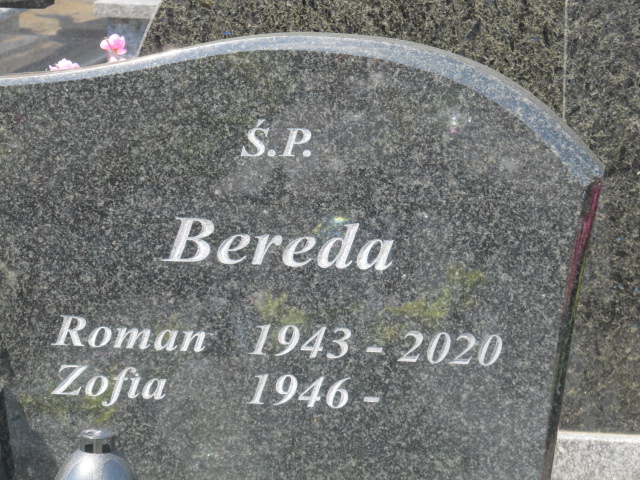 Ś.P.
Bereda
Roman 1943 - 2020
Zofia 1946 -